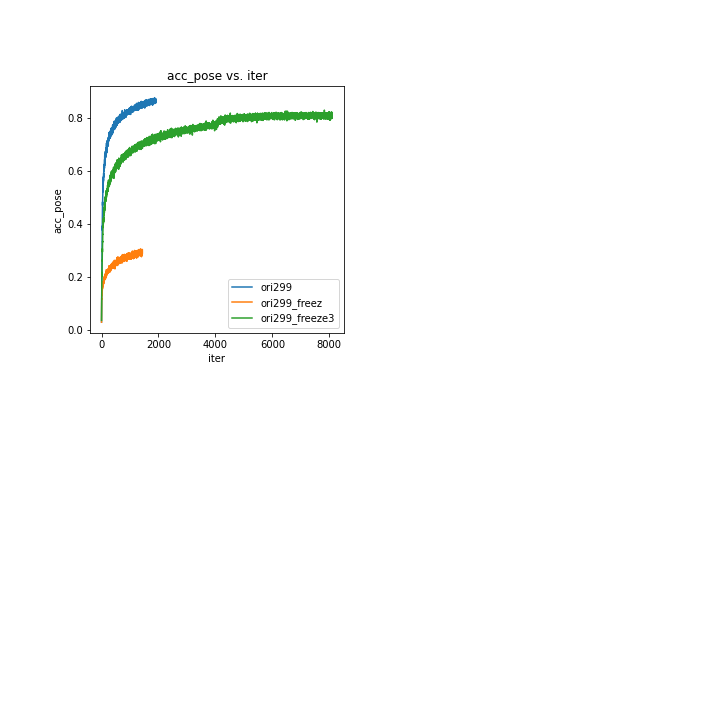 acc_pose vs. iter
acc_pose
0.8
0.6
0.4
0.2
0.0
ori299
ori299_freez
ori299_freeze3
0 2000 4000 6000 8000
iter